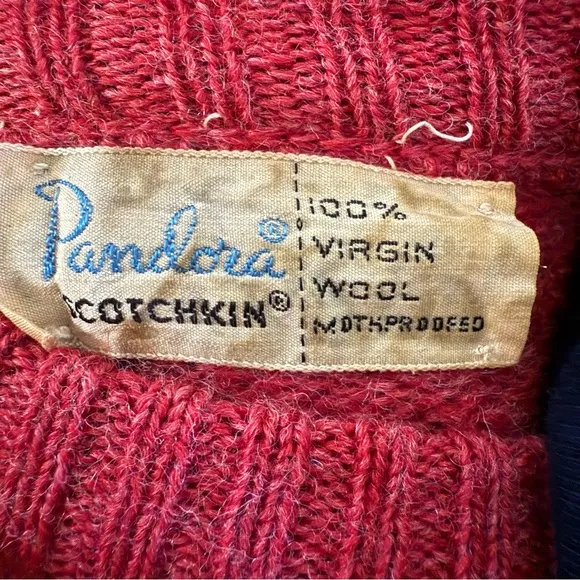 Pandora®
SCOTCHKIN®
100%
VIRGIN
WOOL
MOTHPROOFED